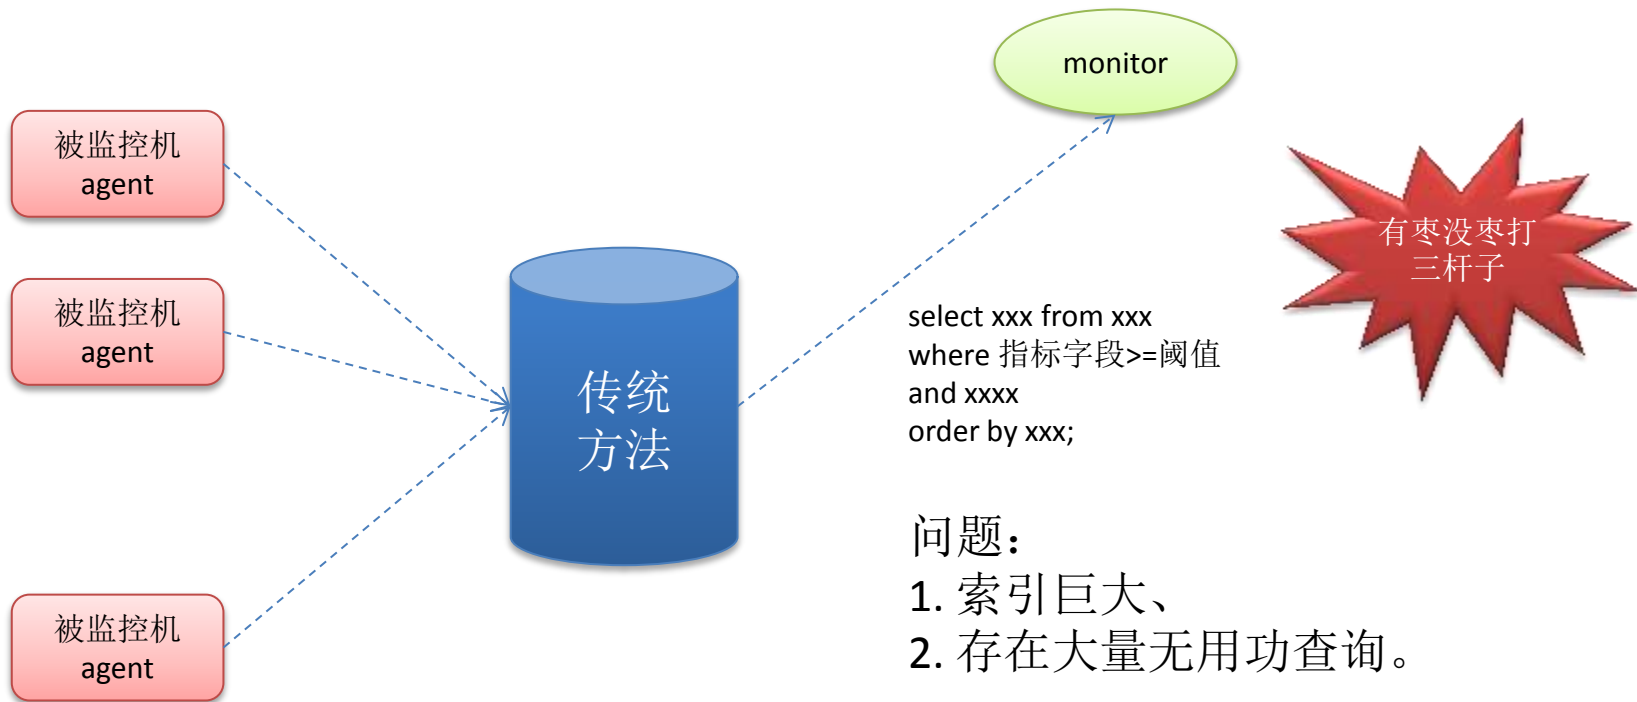 monitor
被监控机
agent
有枣没枣打
三杆子
被监控机
agent
select xxx from xxx
where 指标字段>=阈值
and xxxx
order by xxx;
传统
方法
问题：
1. 索引巨大、
2. 存在大量无用功查询。
被监控机
agent